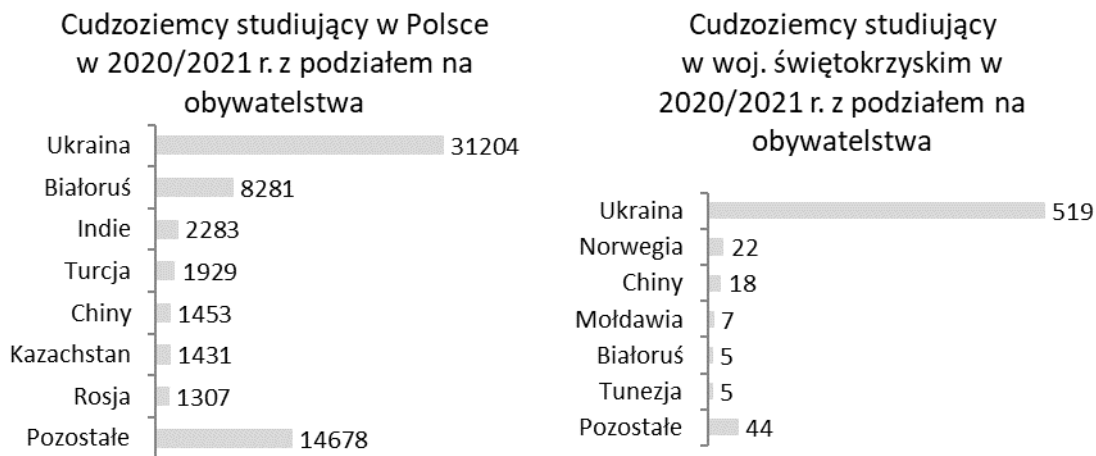 Cudzoziemcy studiujący w Polsce
w 2020/2021 r. z podziałem na
obywatelstwa
Ukraina 31204
Białoruś 8281
Indie 2283
Turcja 1929
Chiny 1453
Kazachstan 1431
Rosja 1307
Pozostałe 14678
Cudzoziemcy studiujący
w woj. świętokrzyskim w
2020/2021 r. z podziałem na
obywatelstwa
Ukraina 519
Norwegia 22
Chiny 18
Mołdawia 7
Białoruś 5
Tunezja 5
Pozostałe 44